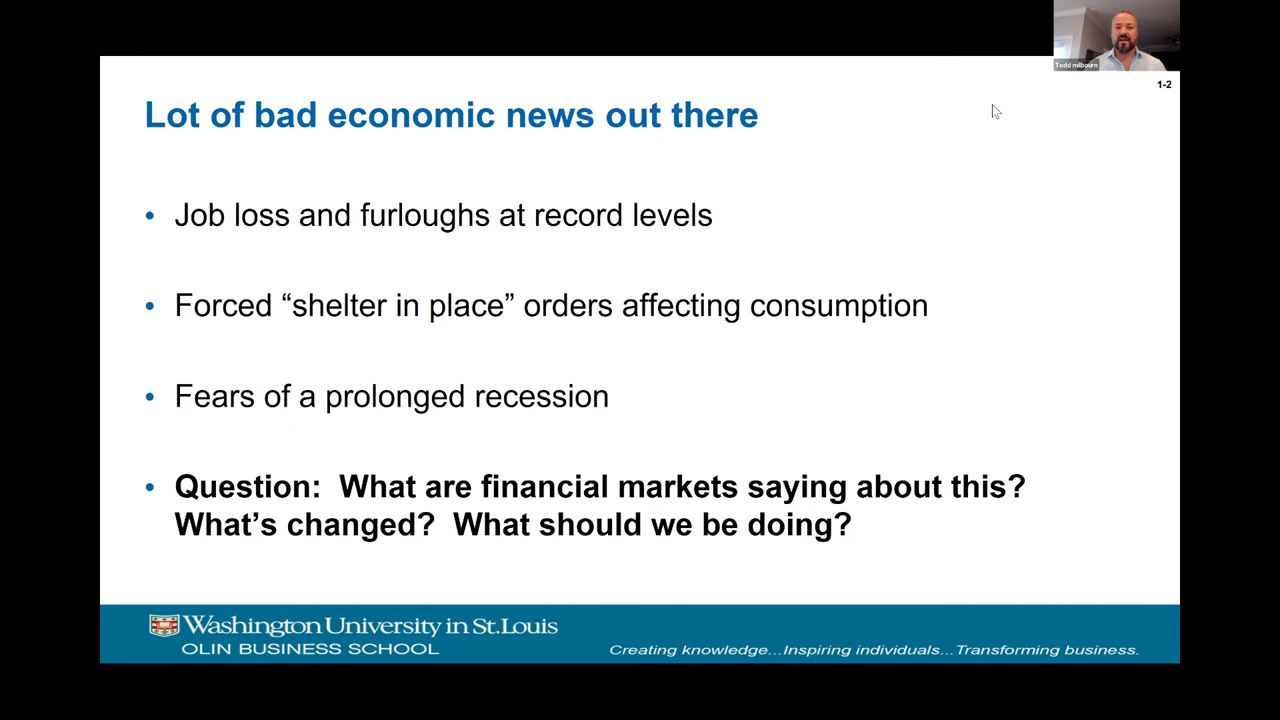 Todd milbourn
1-2
Lot of bad economic news out there
• Job loss and furloughs at record levels
• Forced “shelter in place” orders affecting consumption
• Fears of a prolonged recession
• Question:  What are financial markets saying about this?
What’s changed?  What should we be doing?
Washington University in St. Louis
OLIN BUSINESS SCHOOL
Creating knowledge...Inspiring individuals...Transforming business.